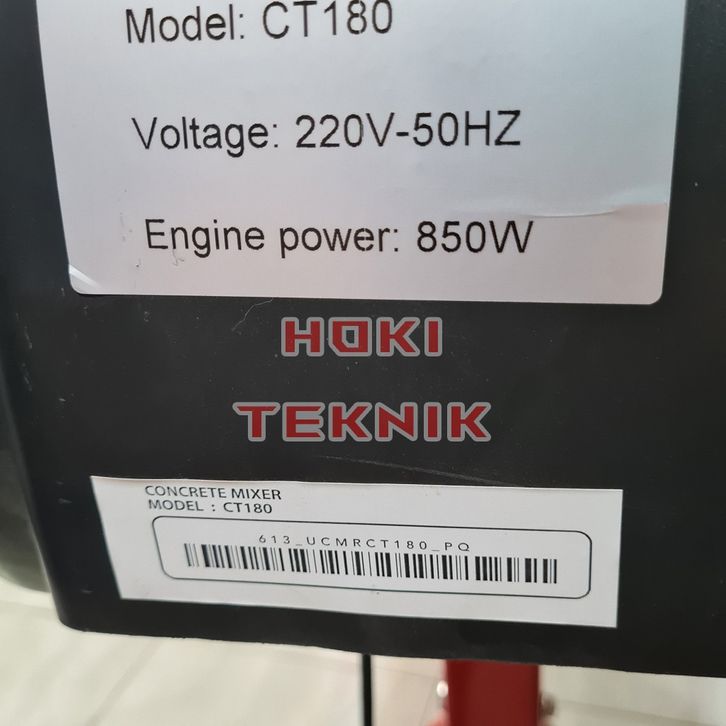 Model: CT180
Voltage: 220V-50HZ
Engine power: 850W
HOKI
TEKNIK
CONCRETE MIXER
MODEL : CT180
613_UCMRCT180_PQ